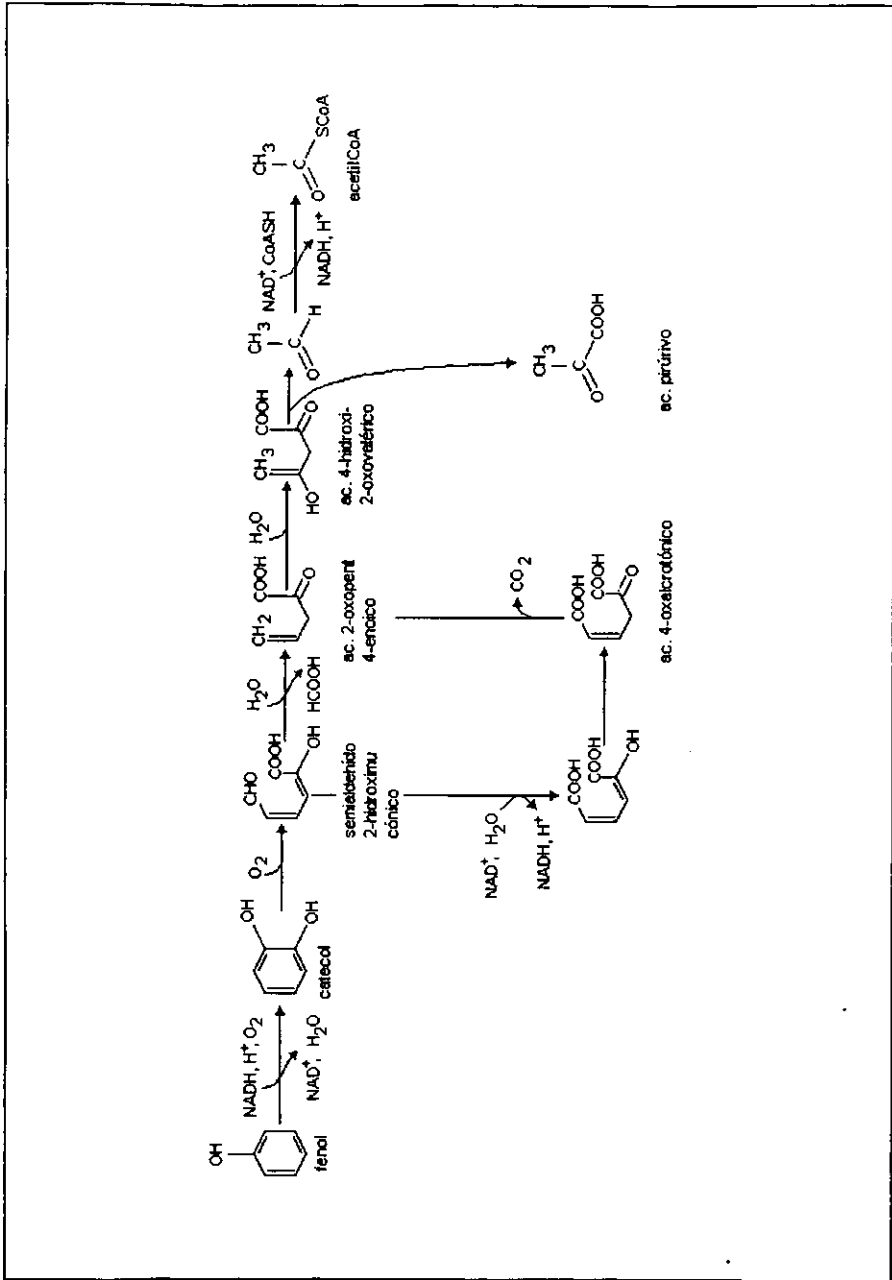 OH
fenol
NADH, H⁺, O₂
NAD⁺, H₂O
OH
OH
catecol
O₂
CHO
COOH
OH
semialdehido
2-hidroximu
cónico
H₂O
HCOOH
CH₂
COOH
O
ac. 2-oxopent
4-enoico
H₂O
CH₃
COOH
HO
O
ac. 4-hidroxi-
2-oxovalérico
CH₃
C
O
H
NAD⁺, CoASH
NADH, H⁺
CH₃
C
O
SCoA
acetilCoA
NAD⁺, H₂O
NADH, H⁺
COOH
COOH
OH
COOH
COOH
O
ac. 4-oxalcrotónico
CO₂
CH₃
C
O
COOH
ac. pirúrivo